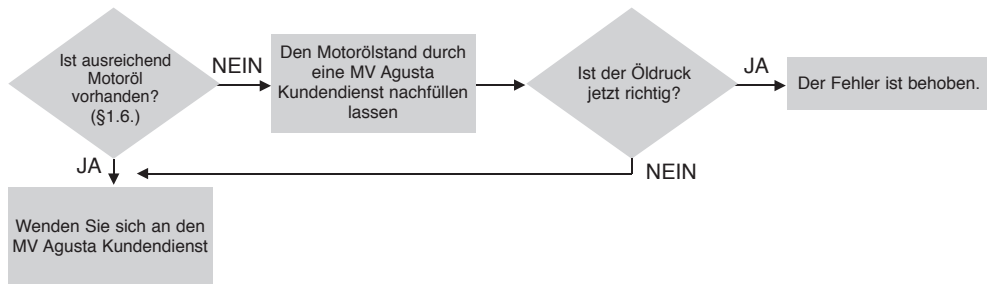 Ist ausreichend
Motoröl
vorhanden?
(§1.6.)
NEIN
Den Motorölstand durch
eine MV Agusta
Kundendienst nachfüllen
lassen
Ist der Öldruck
jetzt richtig?
JA
Der Fehler ist behoben.
JA
NEIN
Wenden Sie sich an den
MV Agusta Kundendienst